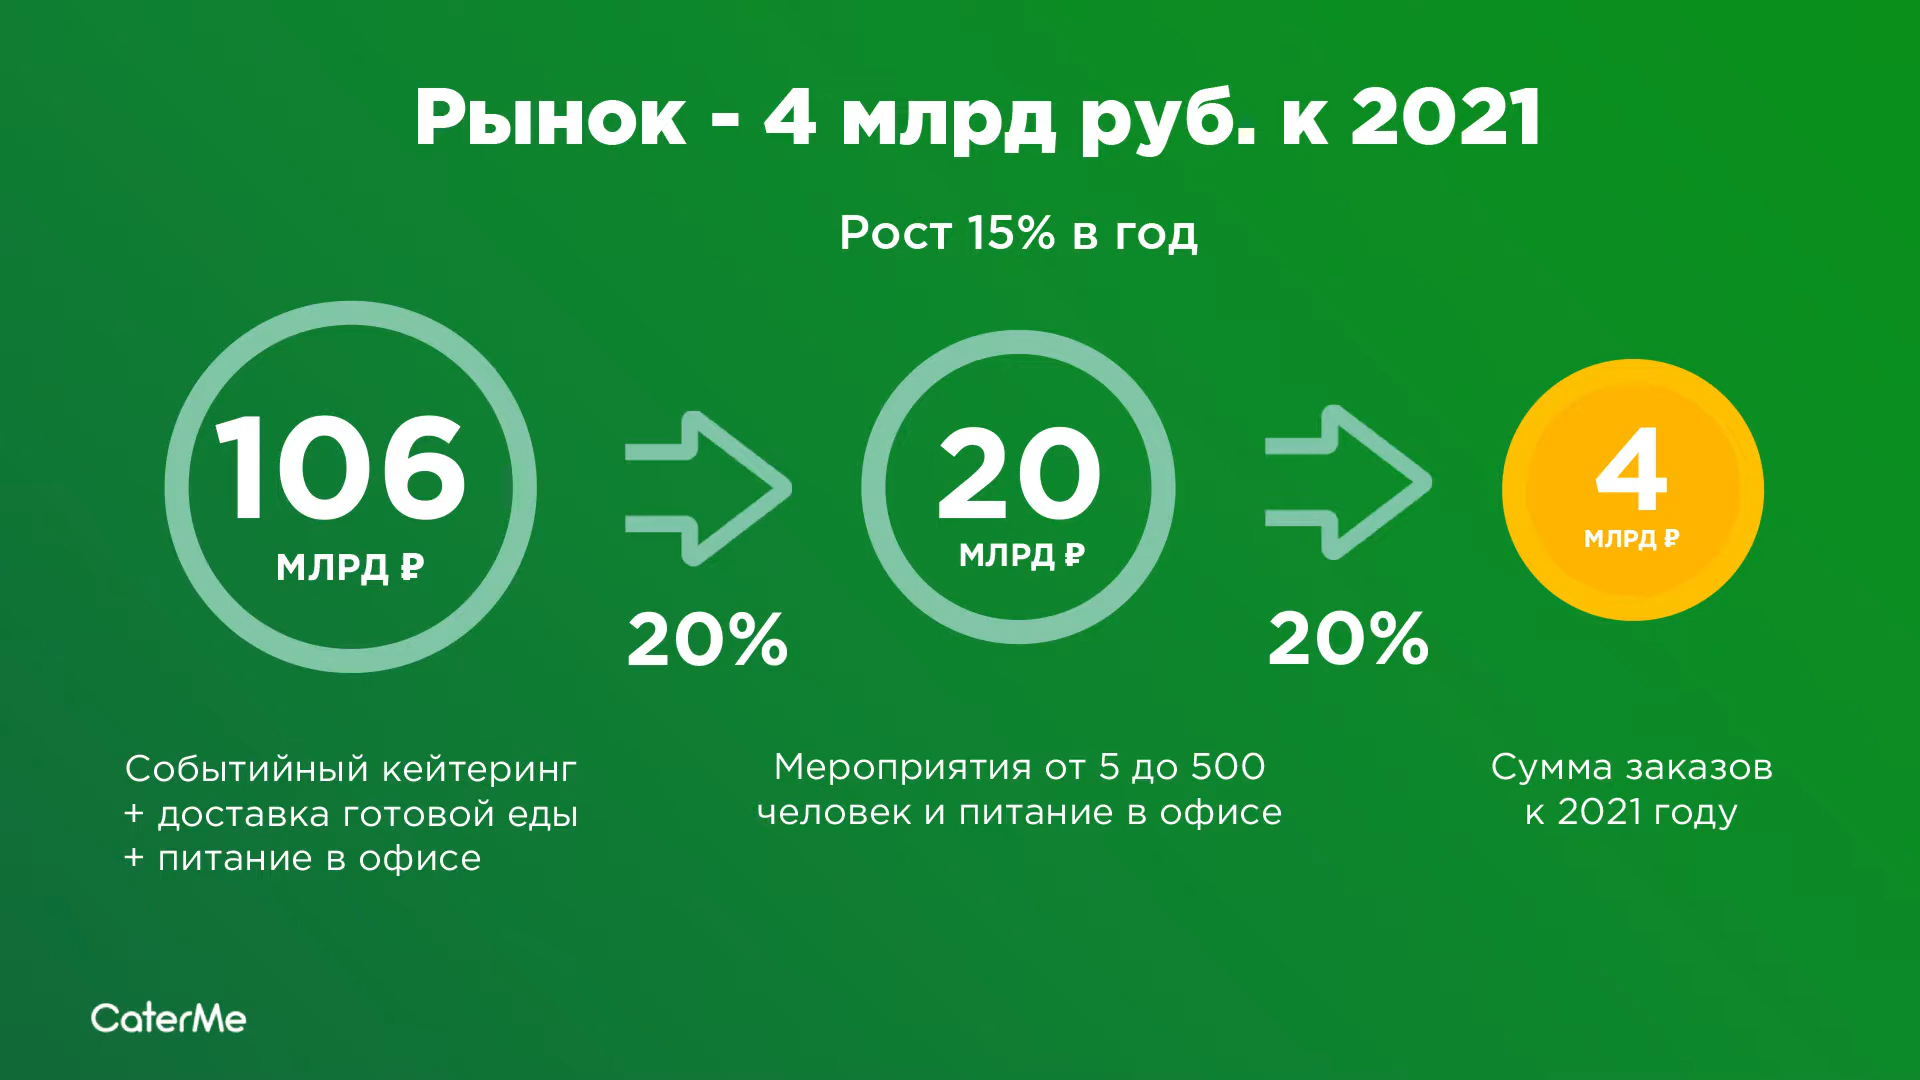 Рынок - 4 млрд руб. к 2021
Рост 15% в год
106
МЛРД ₽
20%
20
МЛРД ₽
20%
4
МЛРД ₽
Событийный кейтеринг
+ доставка готовой еды
+ питание в офисе
Мероприятия от 5 до 500
человек и питание в офисе
Сумма заказов
к 2021 году
CaterMe